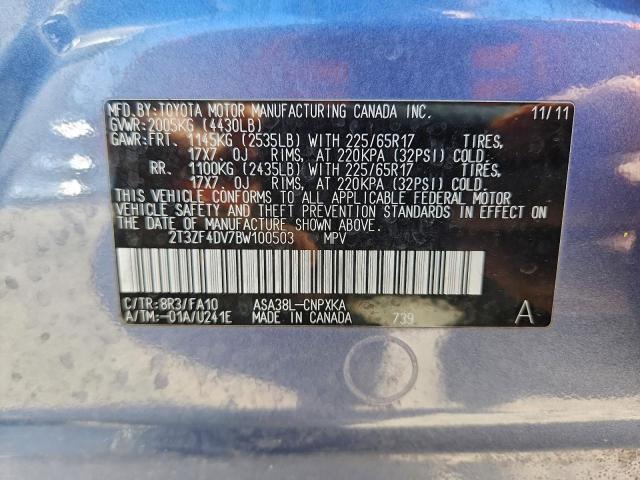 MFD. BY:TOYOTA MOTOR MANUFACTURING CANADA INC. 11/11
GVWR:2005KG (4430LB)
GAWR:FRT. 1145KG (2535LB) WITH 225/65R17 TIRES,
17X7.0J RIMS, AT 220KPA (32PSI) COLD.
RR. 1100KG (2435LB) WITH 225/65R17 TIRES,
17X7.0J RIMS, AT 220KPA (32PSI) COLD.
THIS VEHICLE CONFORMS TO ALL APPLICABLE FEDERAL MOTOR
VEHICLE SAFETY AND THEFT PREVENTION STANDARDS IN EFFECT ON
THE DATE OF MANUFACTURE SHOWN ABOVE.
2T3ZF4DV7BW100503 MPV
C/TR:8R3/FA10 ASA38L-CNPXKA
A/TM:-01A/U241E MADE IN CANADA 739 A